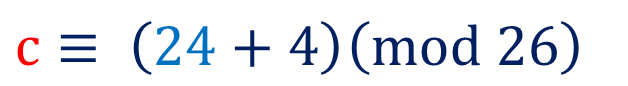 c ≡ (24 + 4)(mod 26)